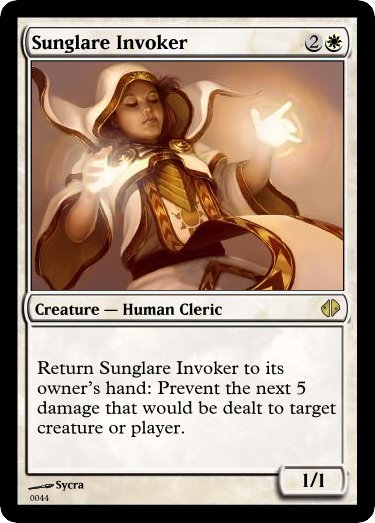 Sunglare Invoker 2
Creature — Human Cleric
Return Sunglare Invoker to its
owner's hand: Prevent the next 5
damage that would be dealt to target
creature or player.
Sycra
0044
1/1